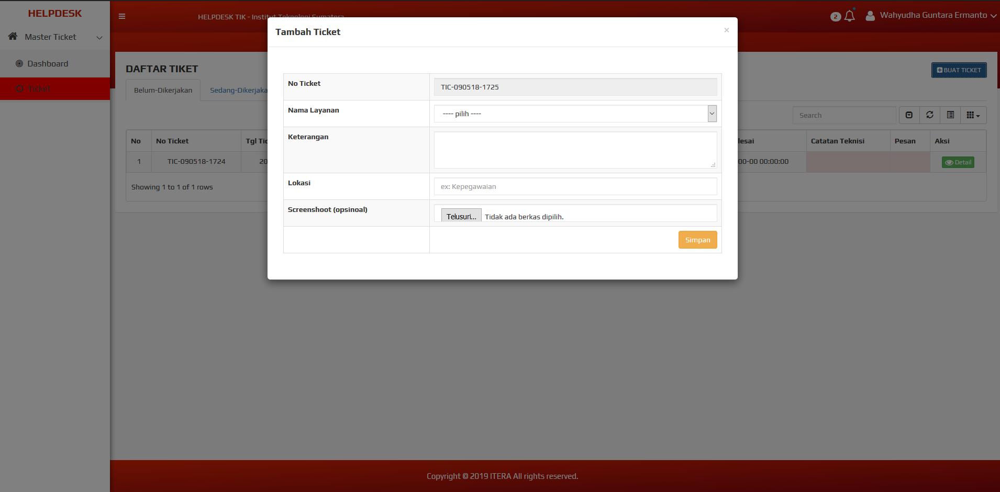 HELPDESK
Master Ticket
Dashboard
Ticket
HELPDESK TIK - Institut Teknologi Sumatera
2
Wahyudha Guntara Ermanto
DAFTAR TIKET
BUAT TICKET
Belum-Dikerjakan
Sedang-Dikerjaka
Search
No
No Ticket
Tgl Tic
lesai
Catatan Teknisi
Pesan
Aksi
1
TIC-090518-1724
20
00-00 00:00:00
Detail
Showing 1 to 1 of 1 rows
Tambah Ticket
×
No Ticket
TIC-090518-1725
Nama Layanan
---- pilih ----
Keterangan
Lokasi
ex: Kepegawaian
Screenshoot (opsinoal)
Telusuri...
Tidak ada berkas dipilih.
Simpan
Copyright © 2019 ITERA All rights reserved.